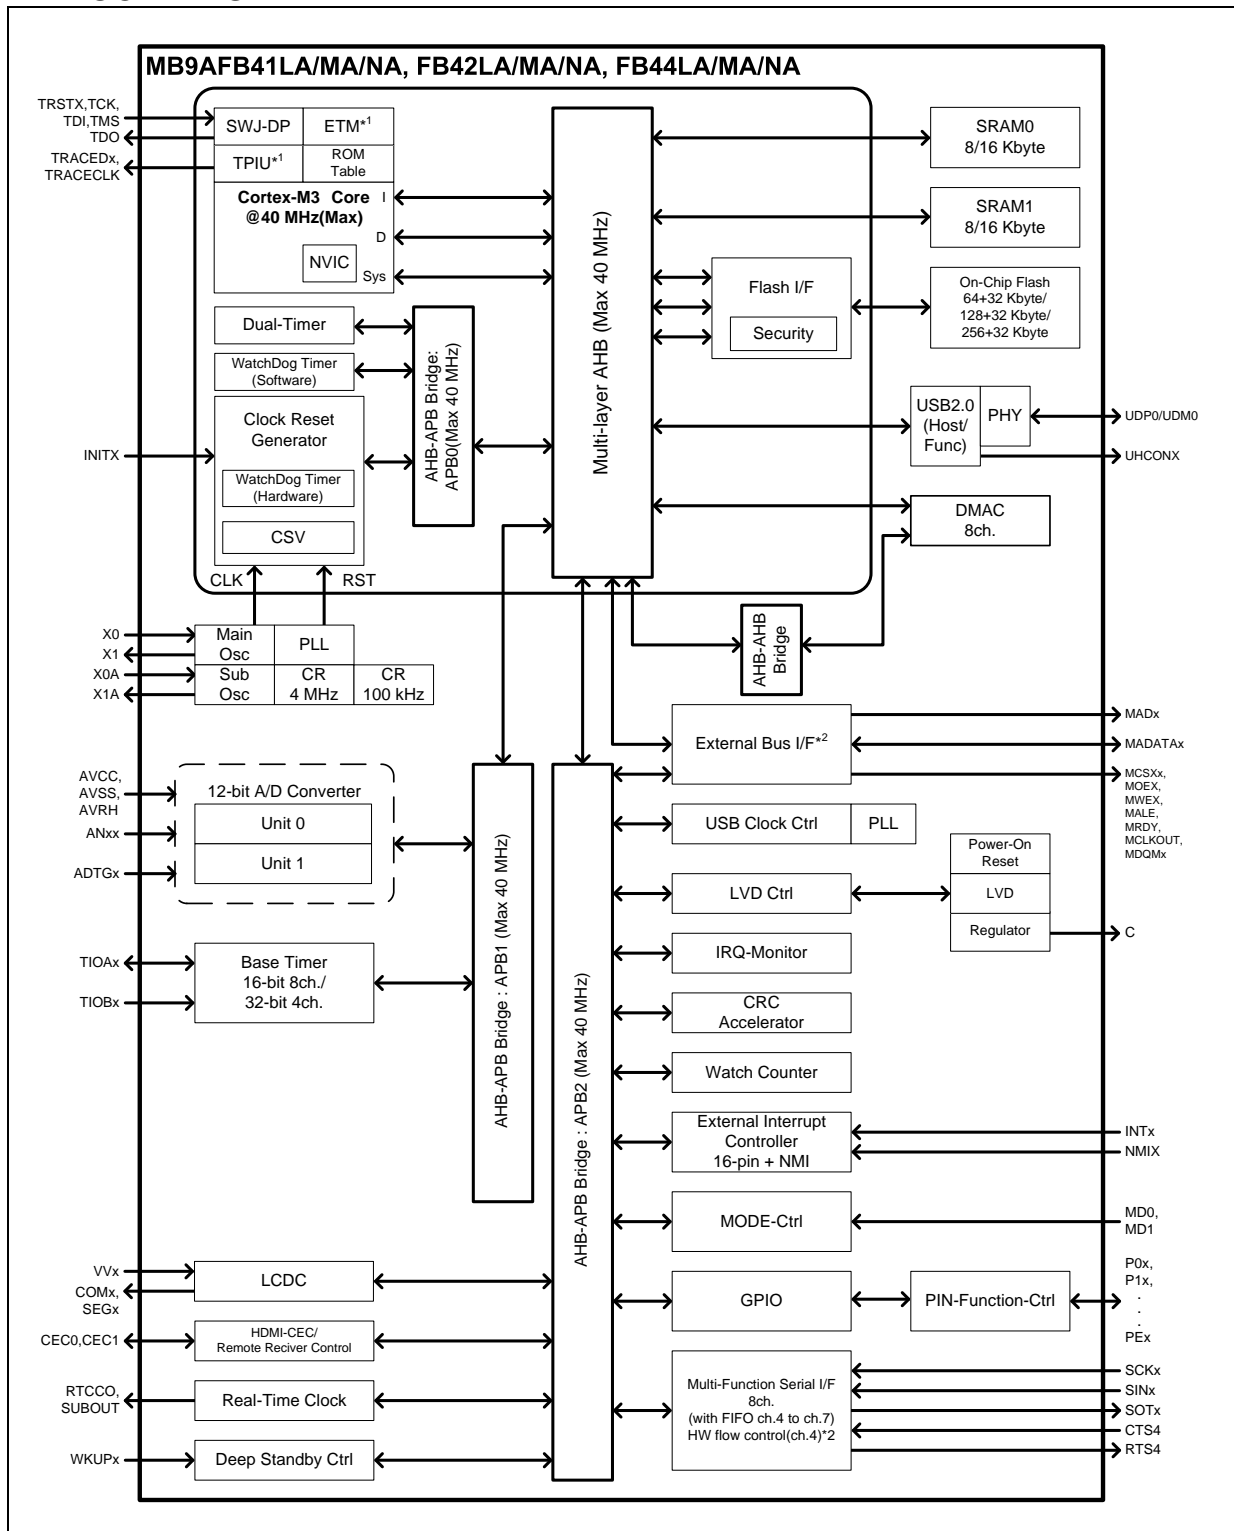 MB9AFB41LA/MA/NA, FB42LA/MA/NA, FB44LA/MA/NA
TRSTX,TCK,
TDI,TMS
TDO
TRACEDx,
TRACECLK
SWJ-DP
ETM*1
TPIU*1
ROM
Table
Cortex-M3 Core
@40 MHz(Max)
I
D
Sys
NVIC
Dual-Timer
WatchDog Timer
(Software)
Clock Reset
Generator
WatchDog Timer
(Hardware)
CSV
INITX
CLK
RST
AHB-APB Bridge:
APB0(Max 40 MHz)
Multi-layer AHB (Max 40 MHz)
Flash I/F
Security
SRAM0
8/16 Kbyte
SRAM1
8/16 Kbyte
On-Chip Flash
64+32 Kbyte/
128+32 Kbyte/
256+32 Kbyte
USB2.0
(Host/
Func)
PHY
UDP0/UDM0
UHCONX
DMAC
8ch.
AHB-AHB
Bridge
X0
X1
X0A
X1A
Main
Osc
PLL
Sub
Osc
CR
4 MHz
CR
100 kHz
AVCC,
AVSS,
AVRH
ANxx
ADTGx
12-bit A/D Converter
Unit 0
Unit 1
TIOAx
TIOBx
Base Timer
16-bit 8ch./
32-bit 4ch.
AHB-APB Bridge : APB1 (Max 40 MHz)
AHB-APB Bridge : APB2 (Max 40 MHz)
External Bus I/F*2
MADx
MADATAx
MCSXx,
MOEX,
MWEX,
MALE,
MRDY,
MCLKOUT,
MDQMx
USB Clock Ctrl
PLL
LVD Ctrl
Power-On
Reset
LVD
Regulator
C
IRQ-Monitor
CRC
Accelerator
Watch Counter
External Interrupt
Controller
16-pin + NMI
INTx
NMIX
MODE-Ctrl
MD0,
MD1
GPIO
PIN-Function-Ctrl
P0x,
P1x,
.
.
.
PEx
Multi-Function Serial I/F
8ch.
(with FIFO ch.4 to ch.7)
HW flow control(ch.4)*2
SCKx
SINx
SOTx
CTS4
RTS4
VVx
COMx,
SEGx
LCDC
CEC0,CEC1
HDMI-CEC/
Remote Reciver Control
RTCCO,
SUBOUT
Real-Time Clock
WKUPx
Deep Standby Ctrl